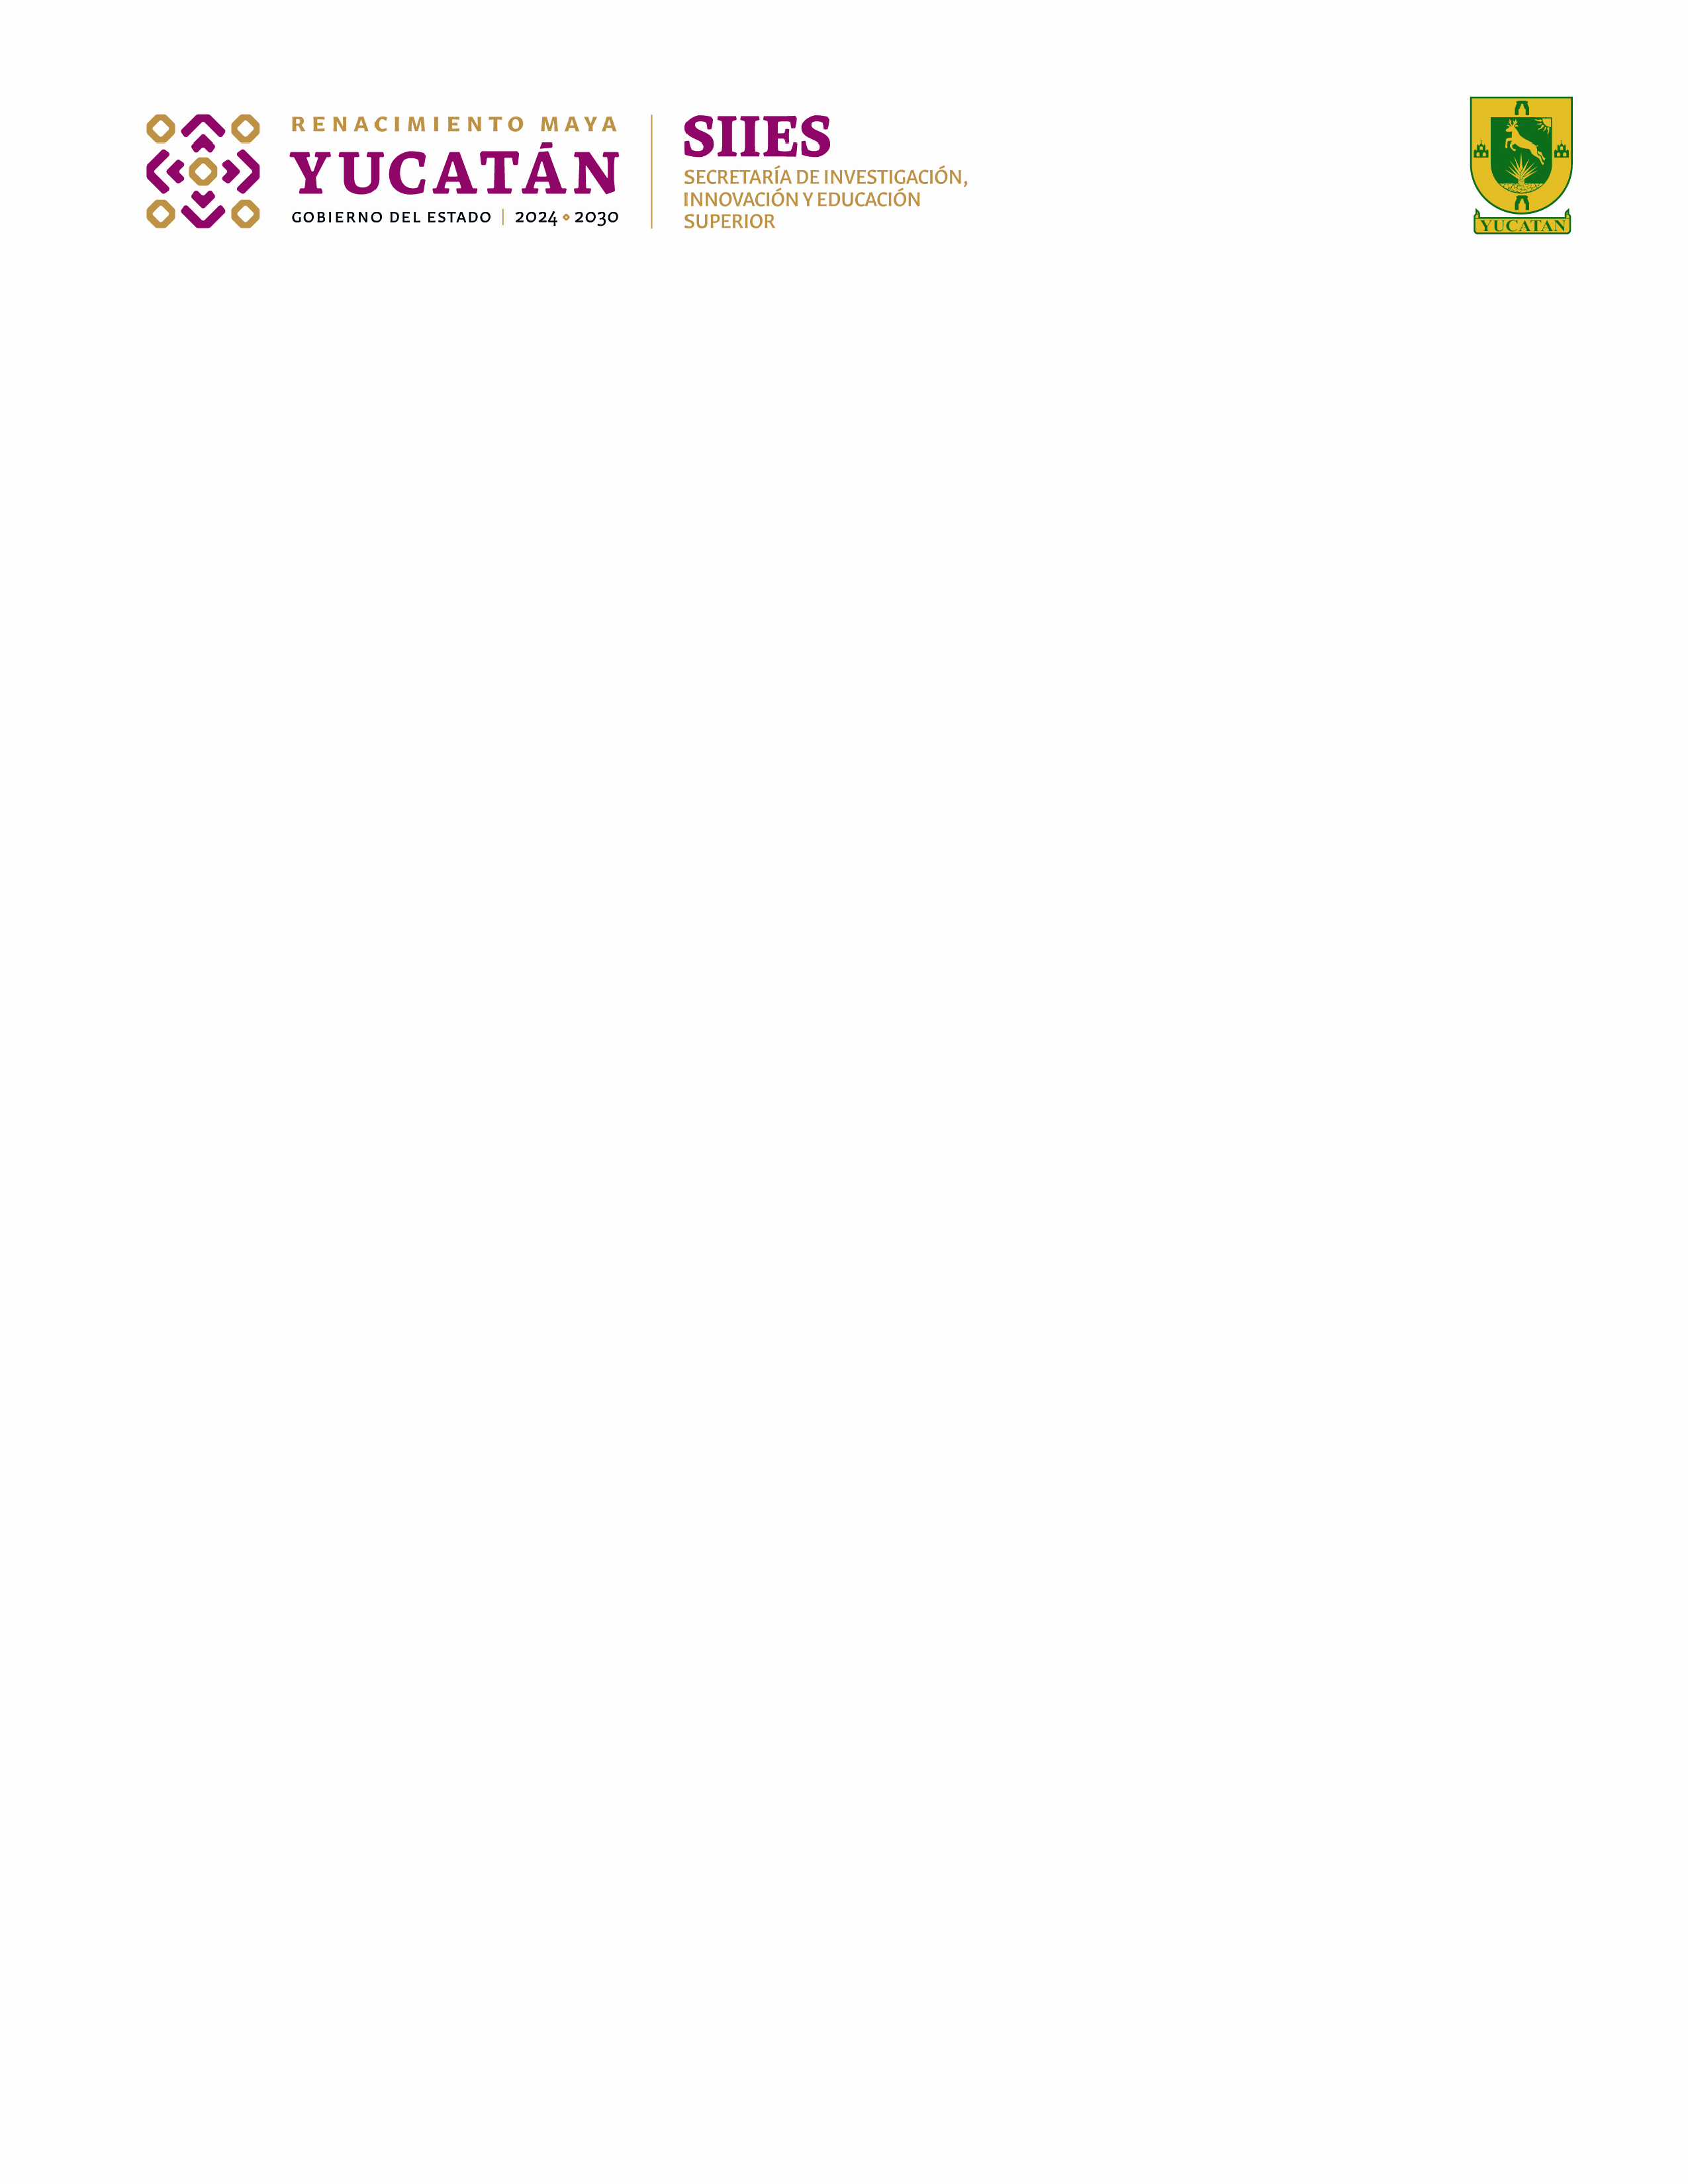 RENACIMIENTO MAYA
YUCATÁN
GOBIERNO DEL ESTADO | 2024 ⋄ 2030
SIIES
SECRETARÍA DE INVESTIGACIÓN,
INNOVACIÓN Y EDUCACIÓN
SUPERIOR
YUCATAN